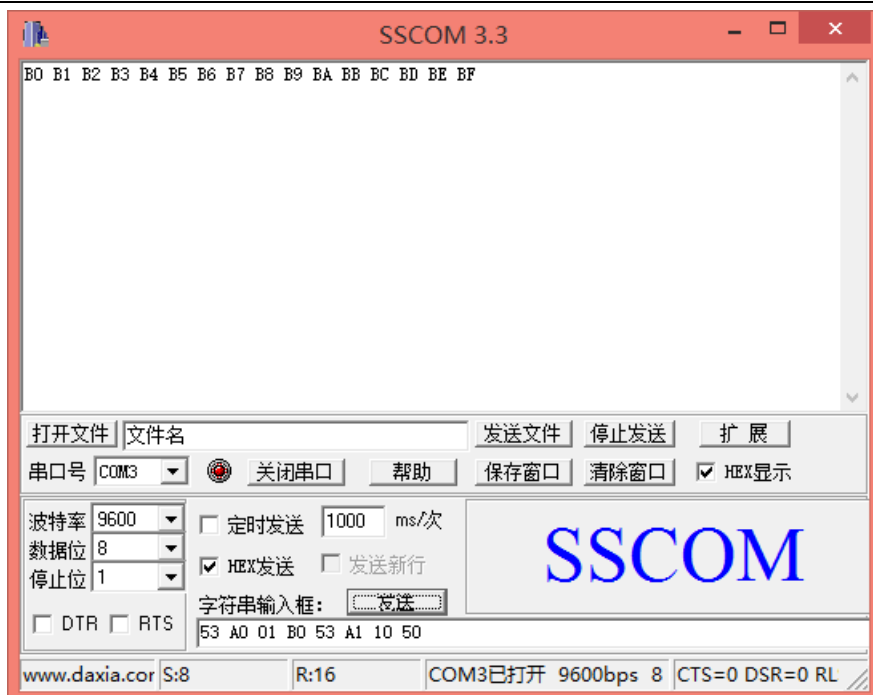 SSCOM 3.3
B0 B1 B2 B3 B4 B5 B6 B7 B8 B9 BA BB BC BD BE BF
打开文件 文件名 发送文件 停止发送 扩 展
串口号 COM3 关闭串口 帮助 保存窗口 清除窗口 HEX显示
波特率 9600 定时发送 1000 ms/次
数据位 8 HEX发送 发送新行
停止位 1
SSCOM
字符串输入框: 发送
DTR RTS 53 A0 01 B0 53 A1 10 50
www.daxia.cor S:8 R:16 COM3已打开 9600bps 8 CTS=0 DSR=0 RL